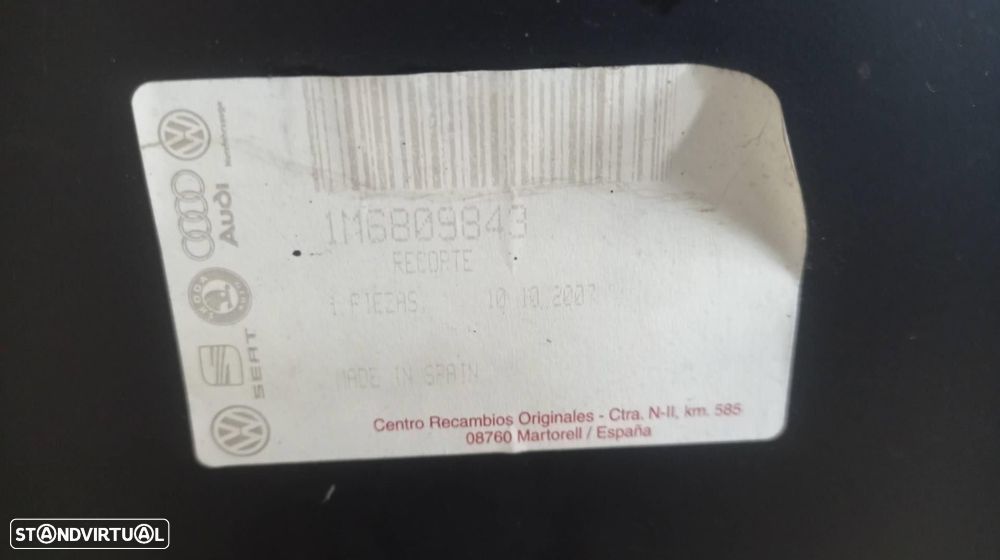 1M6809843
RECORTE
1 PIEZAS, 10.10.2007
MADE IN SPAIN
Centro Recambios Originales - Ctra. N-II, km. 585
08760 Martorell / España
Audi
SKODA
SEAT
STANDVIRTUAL